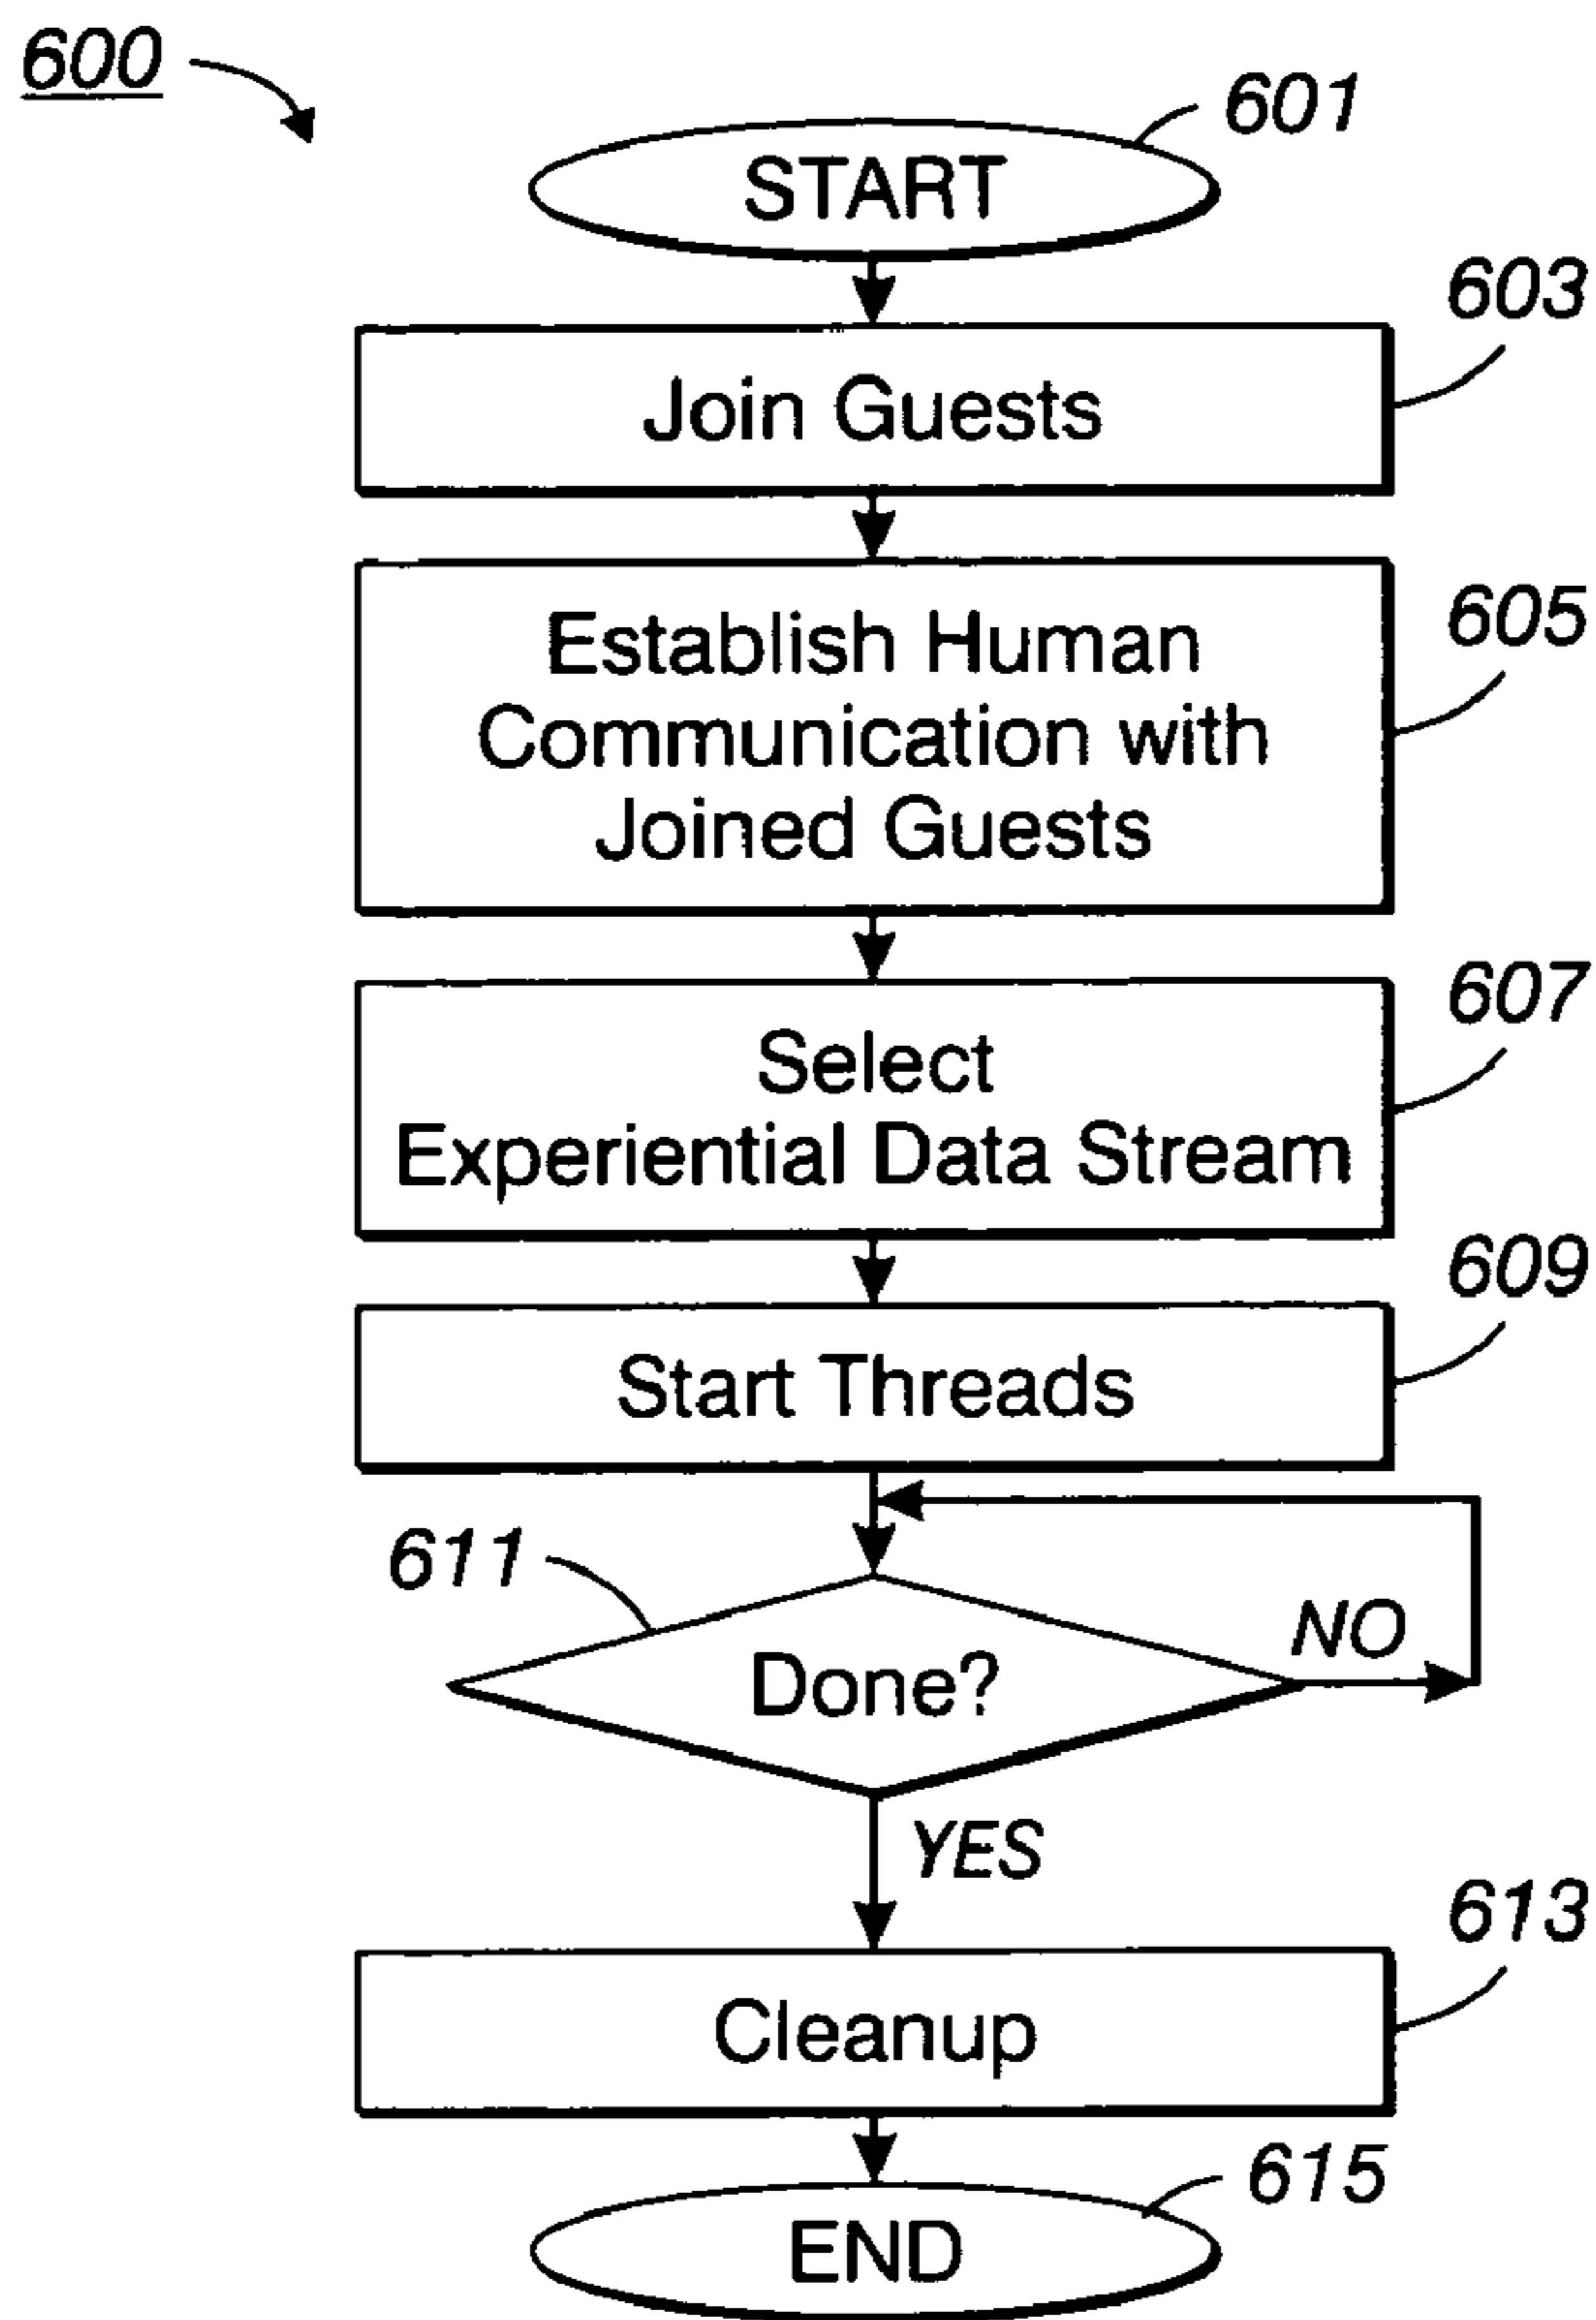 600
601
START
603
Join Guests
605
Establish Human
Communication with
Joined Guests
607
Select
Experiential Data Stream
609
Start Threads
611
NO
Done?
YES
613
Cleanup
615
END